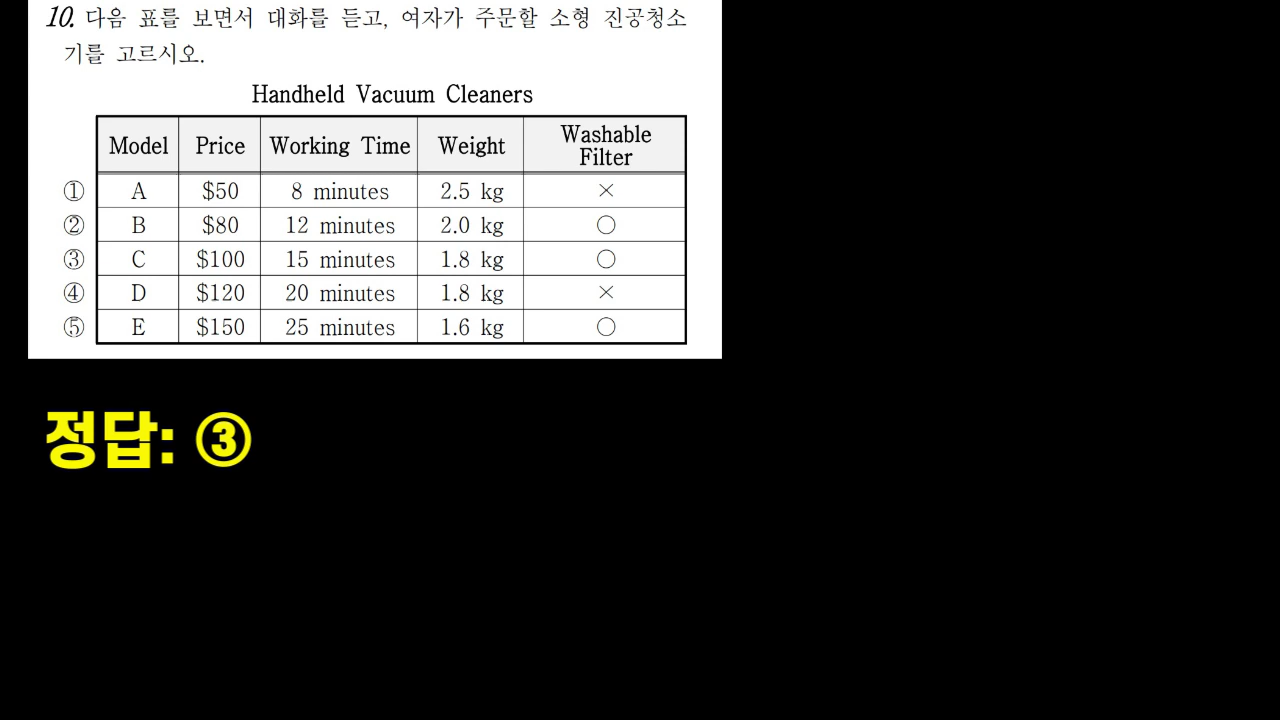 10. 다음 표를 보면서 대화를 듣고, 여자가 주문할 소형 진공청소
기를 고르시오.
Handheld Vacuum Cleaners
Model Price Working Time Weight Washable Filter
① A $50 8 minutes 2.5 kg ×
② B $80 12 minutes 2.0 kg ○
③ C $100 15 minutes 1.8 kg ○
④ D $120 20 minutes 1.8 kg ×
⑤ E $150 25 minutes 1.6 kg ○
정답: ③